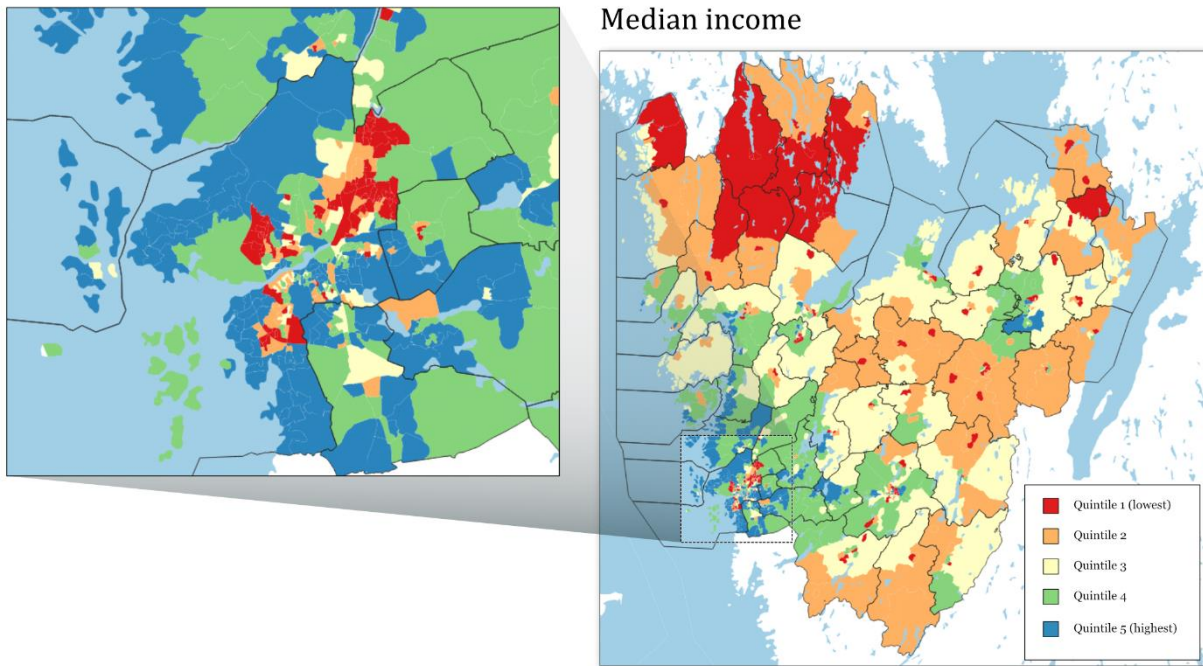 Median income
Quintile 1 (lowest)
Quintile 2
Quintile 3
Quintile 4
Quintile 5 (highest)